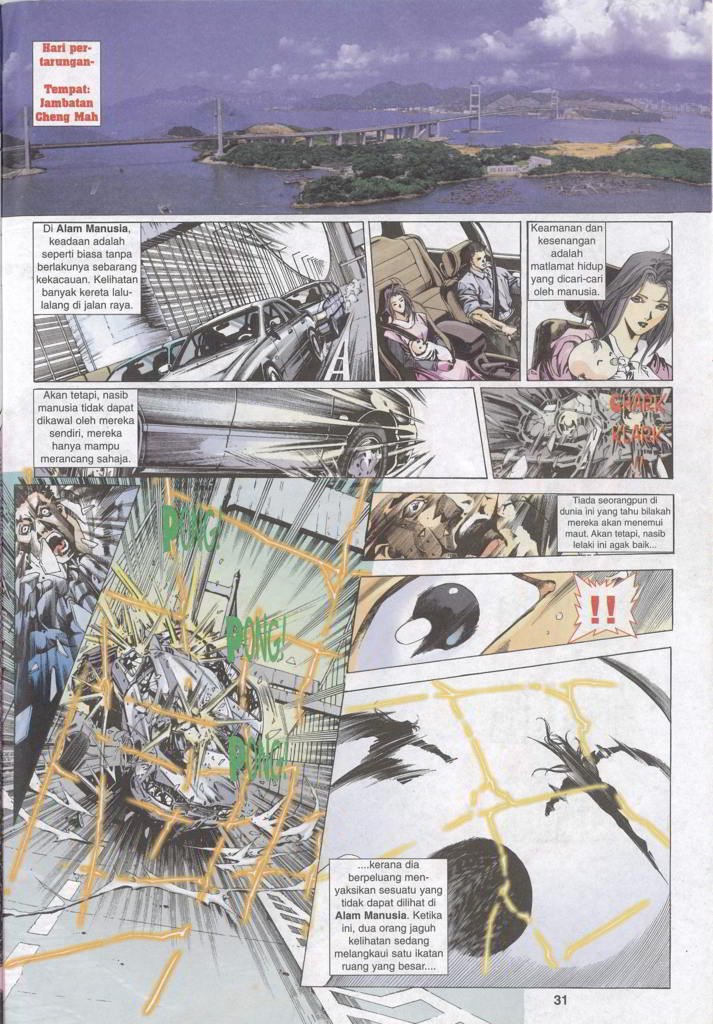 Hari per-
tarungan-
Tempat:
Jambatan
Cheng Mah
Di Alam Manusia,
keadaan adalah
seperti biasa tanpa
berlakunya sebarang
kekacauan. Kelihatan
banyak kereta lalu-
lalang di jalan raya.
Keamanan dan
kesenangan
adalah
matlamat hidup
yang dicari-cari
oleh manusia.
Akan tetapi, nasib
manusia tidak dapat
dikawal oleh mereka
sendiri, mereka
hanya mampu
merancang sahaja.
GHARK
KLARK
!!
Tiada seorangpun di
dunia ini yang tahu bilakah
mereka akan menemui
maut. Akan tetapi, nasib
lelaki ini agak baik...
PONG!
PONG!
PONG!
!!
....kerana dia
berpeluang men-
yaksikan sesuatu yang
tidak dapat dilihat di
Alam Manusia. Ketika
ini, dua orang jaguh
kelihatan sedang
melangkaui satu ikatan
ruang yang besar....
31